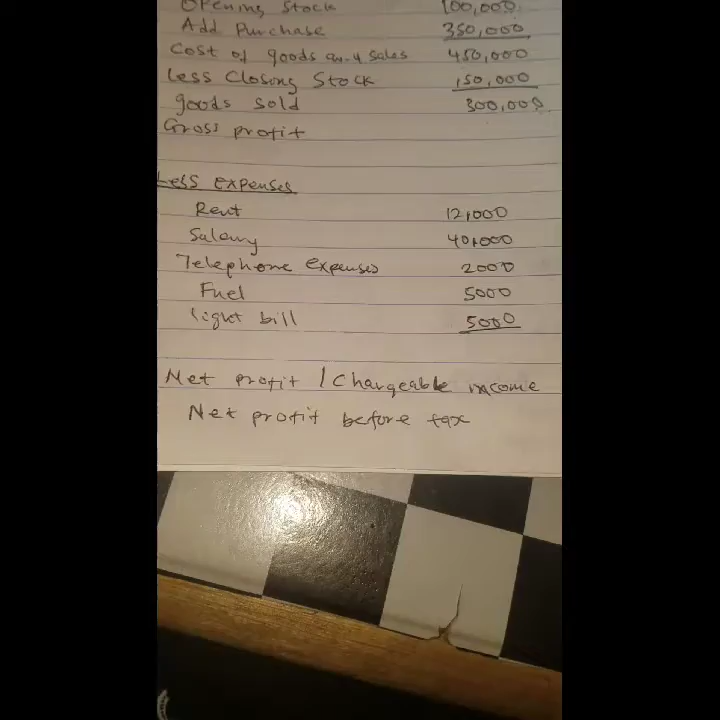 Opening Stock 100,000
Add Purchase 350,000
Cost of goods sales 450,000
Less Closing Stock 150,000
goods sold 300,000
Gross profit
Less expenses
Rent 12,000
Salary 40,000
Telephone expenses 2000
Fuel 5000
light bill 5000
Net profit / Chargeable income
Net profit before tax